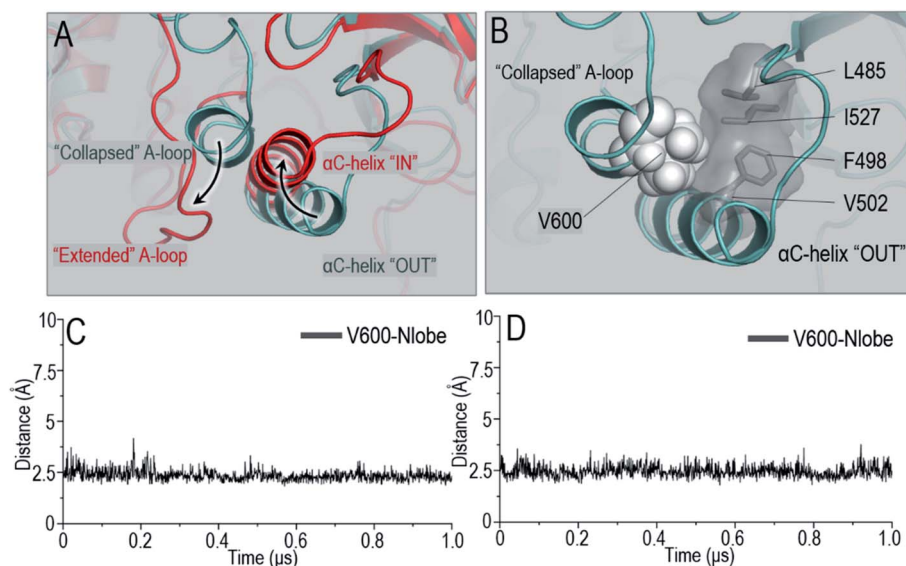 A
"Collapsed" A-loop
αC-helix "IN"
"Extended" A-loop
αC-helix "OUT"
B
"Collapsed" A-loop
L485
I527
F498
V600
V502
αC-helix "OUT"
C
V600-Nlobe
10
7.5
5
2.5
0
Distance (Å)
0
0.2
0.4
0.6
0.8
1.0
Time (µs)
D
V600-Nlobe
10
7.5
5
2.5
0
Distance (Å)
0
0.2
0.4
0.6
0.8
1.0
Time (µs)